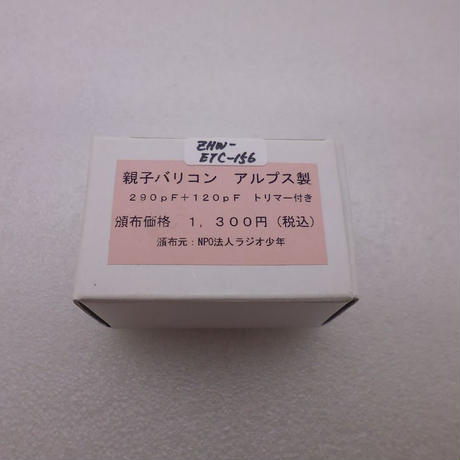 ZHW-
ETC-156
親子バリコン　アルプス製
２９０ｐＦ＋１２０ｐＦ　トリマー付き
頒布価格　１，３００円（税込）
頒布元：NPO法人ラジオ少年